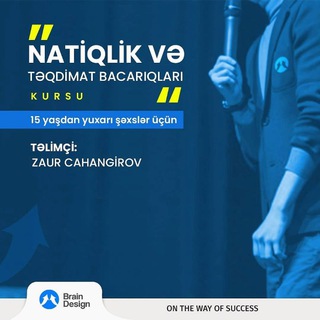 NATİQLİK VƏ
TƏQDİMAT BACARIQLARI
KURSU
15 yaşdan yuxarı şəxslər üçün
TƏLİMÇİ:
ZAUR CAHANGİROV
Brain
Design
ON THE WAY OF SUCCESS